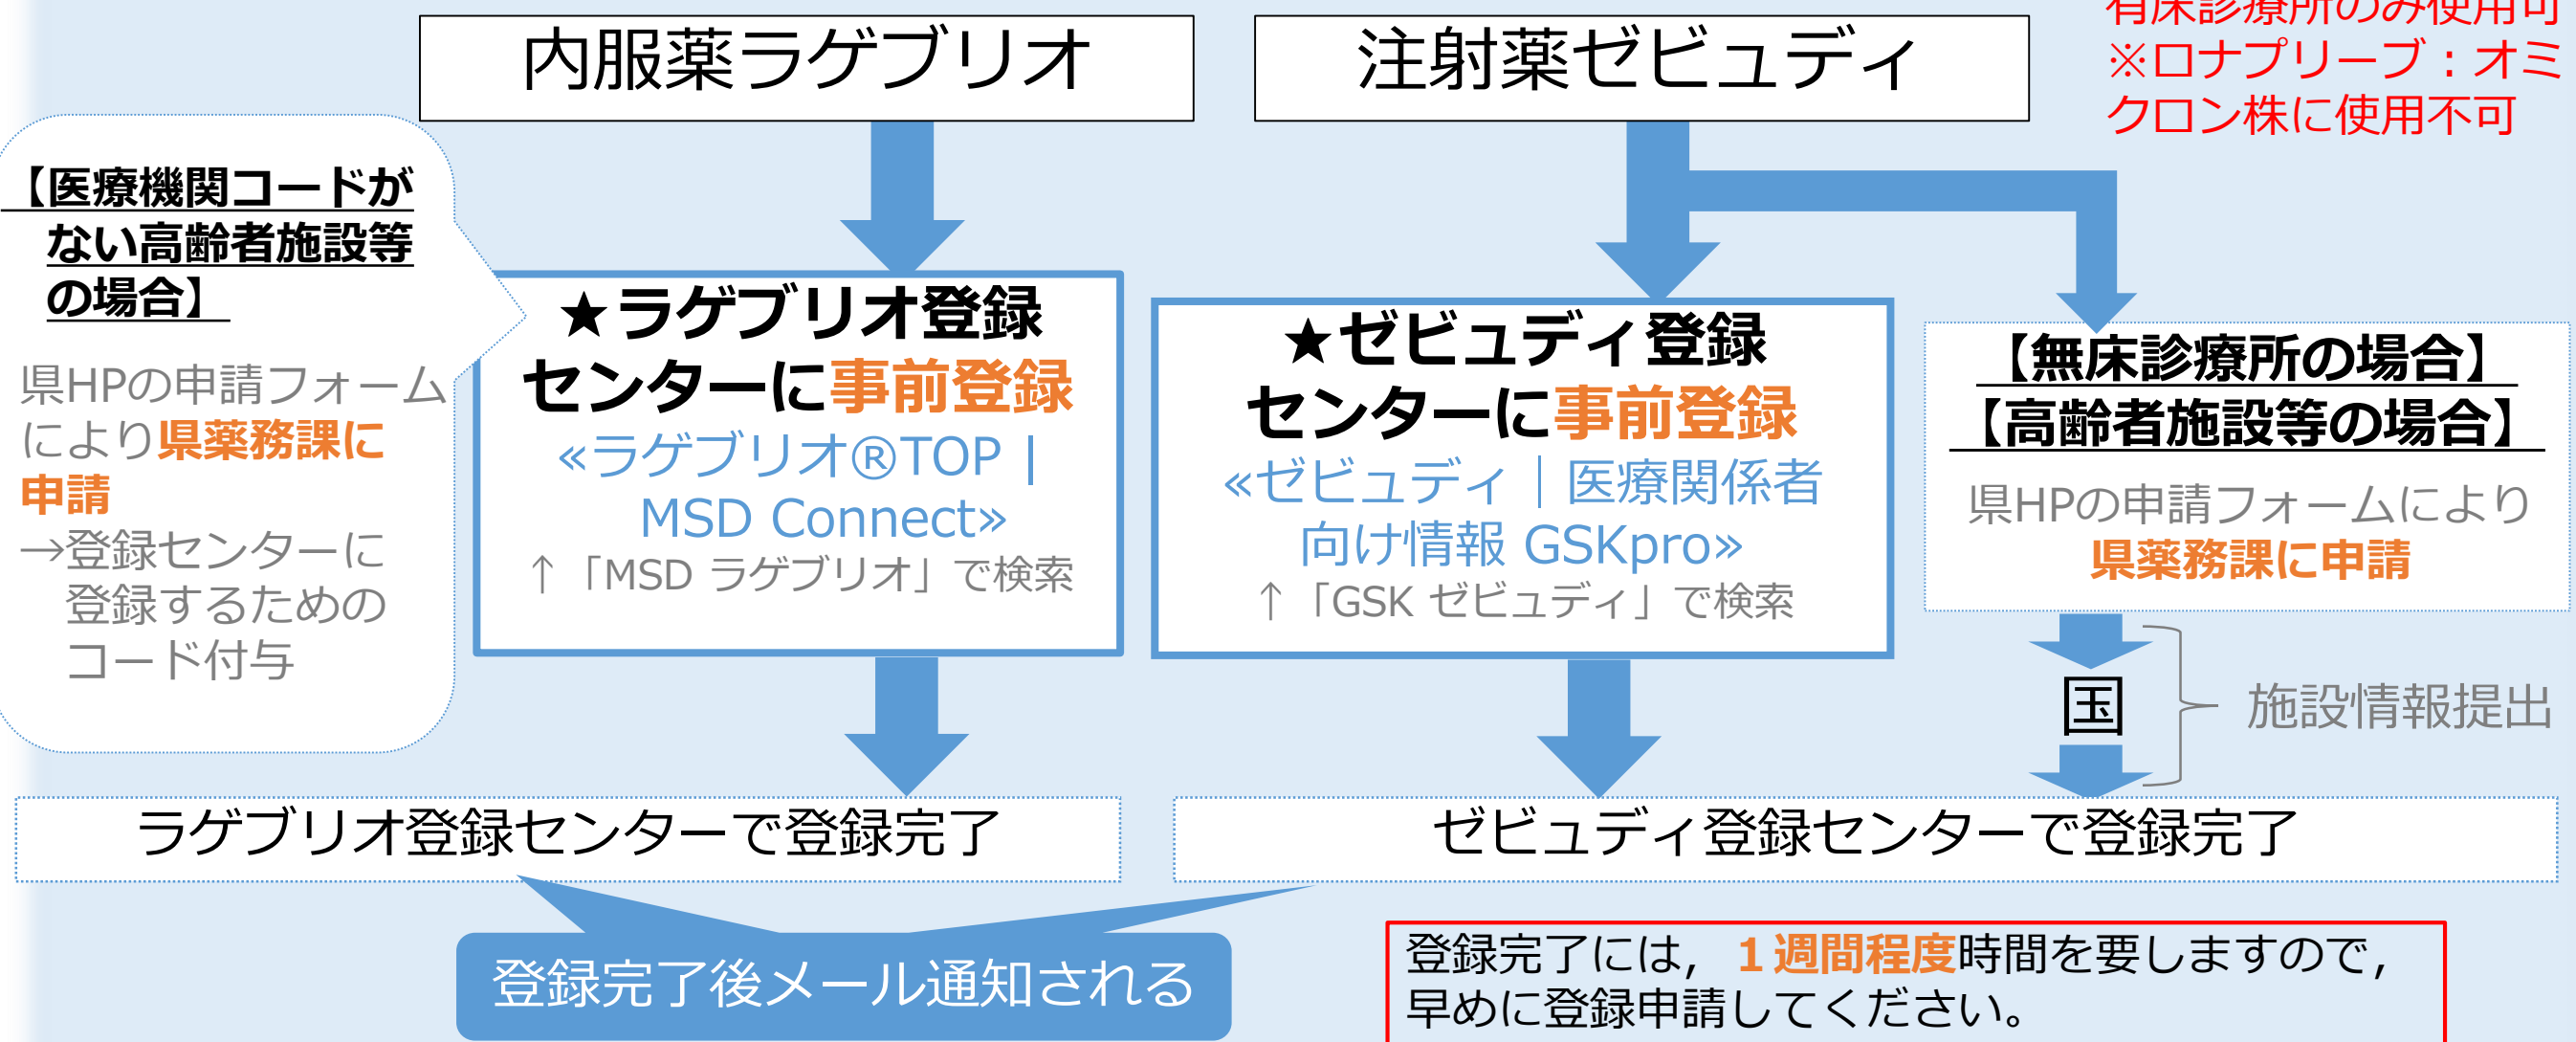 有床診療所のみ使用可
※ロナプリーブ：オミ
クロン株に使用不可
内服薬ラゲブリオ
注射薬ゼビュディ
【医療機関コードが
ない高齢者施設等
の場合】
県HPの申請フォーム
により県薬務課に
申請
→登録センターに
登録するための
コード付与
★ラゲブリオ登録
センターに事前登録
«ラゲブリオ®TOP |
MSD Connect»
↑「MSD ラゲブリオ」で検索
★ゼビュディ登録
センターに事前登録
«ゼビュディ｜医療関係者
向け情報 GSKpro»
↑「GSK ゼビュディ」で検索
【無床診療所の場合】
【高齢者施設等の場合】
県HPの申請フォームにより
県薬務課に申請
国
施設情報提出
ラゲブリオ登録センターで登録完了
ゼビュディ登録センターで登録完了
登録完了後メール通知される
登録完了には，１週間程度時間を要しますので，
早めに登録申請してください。